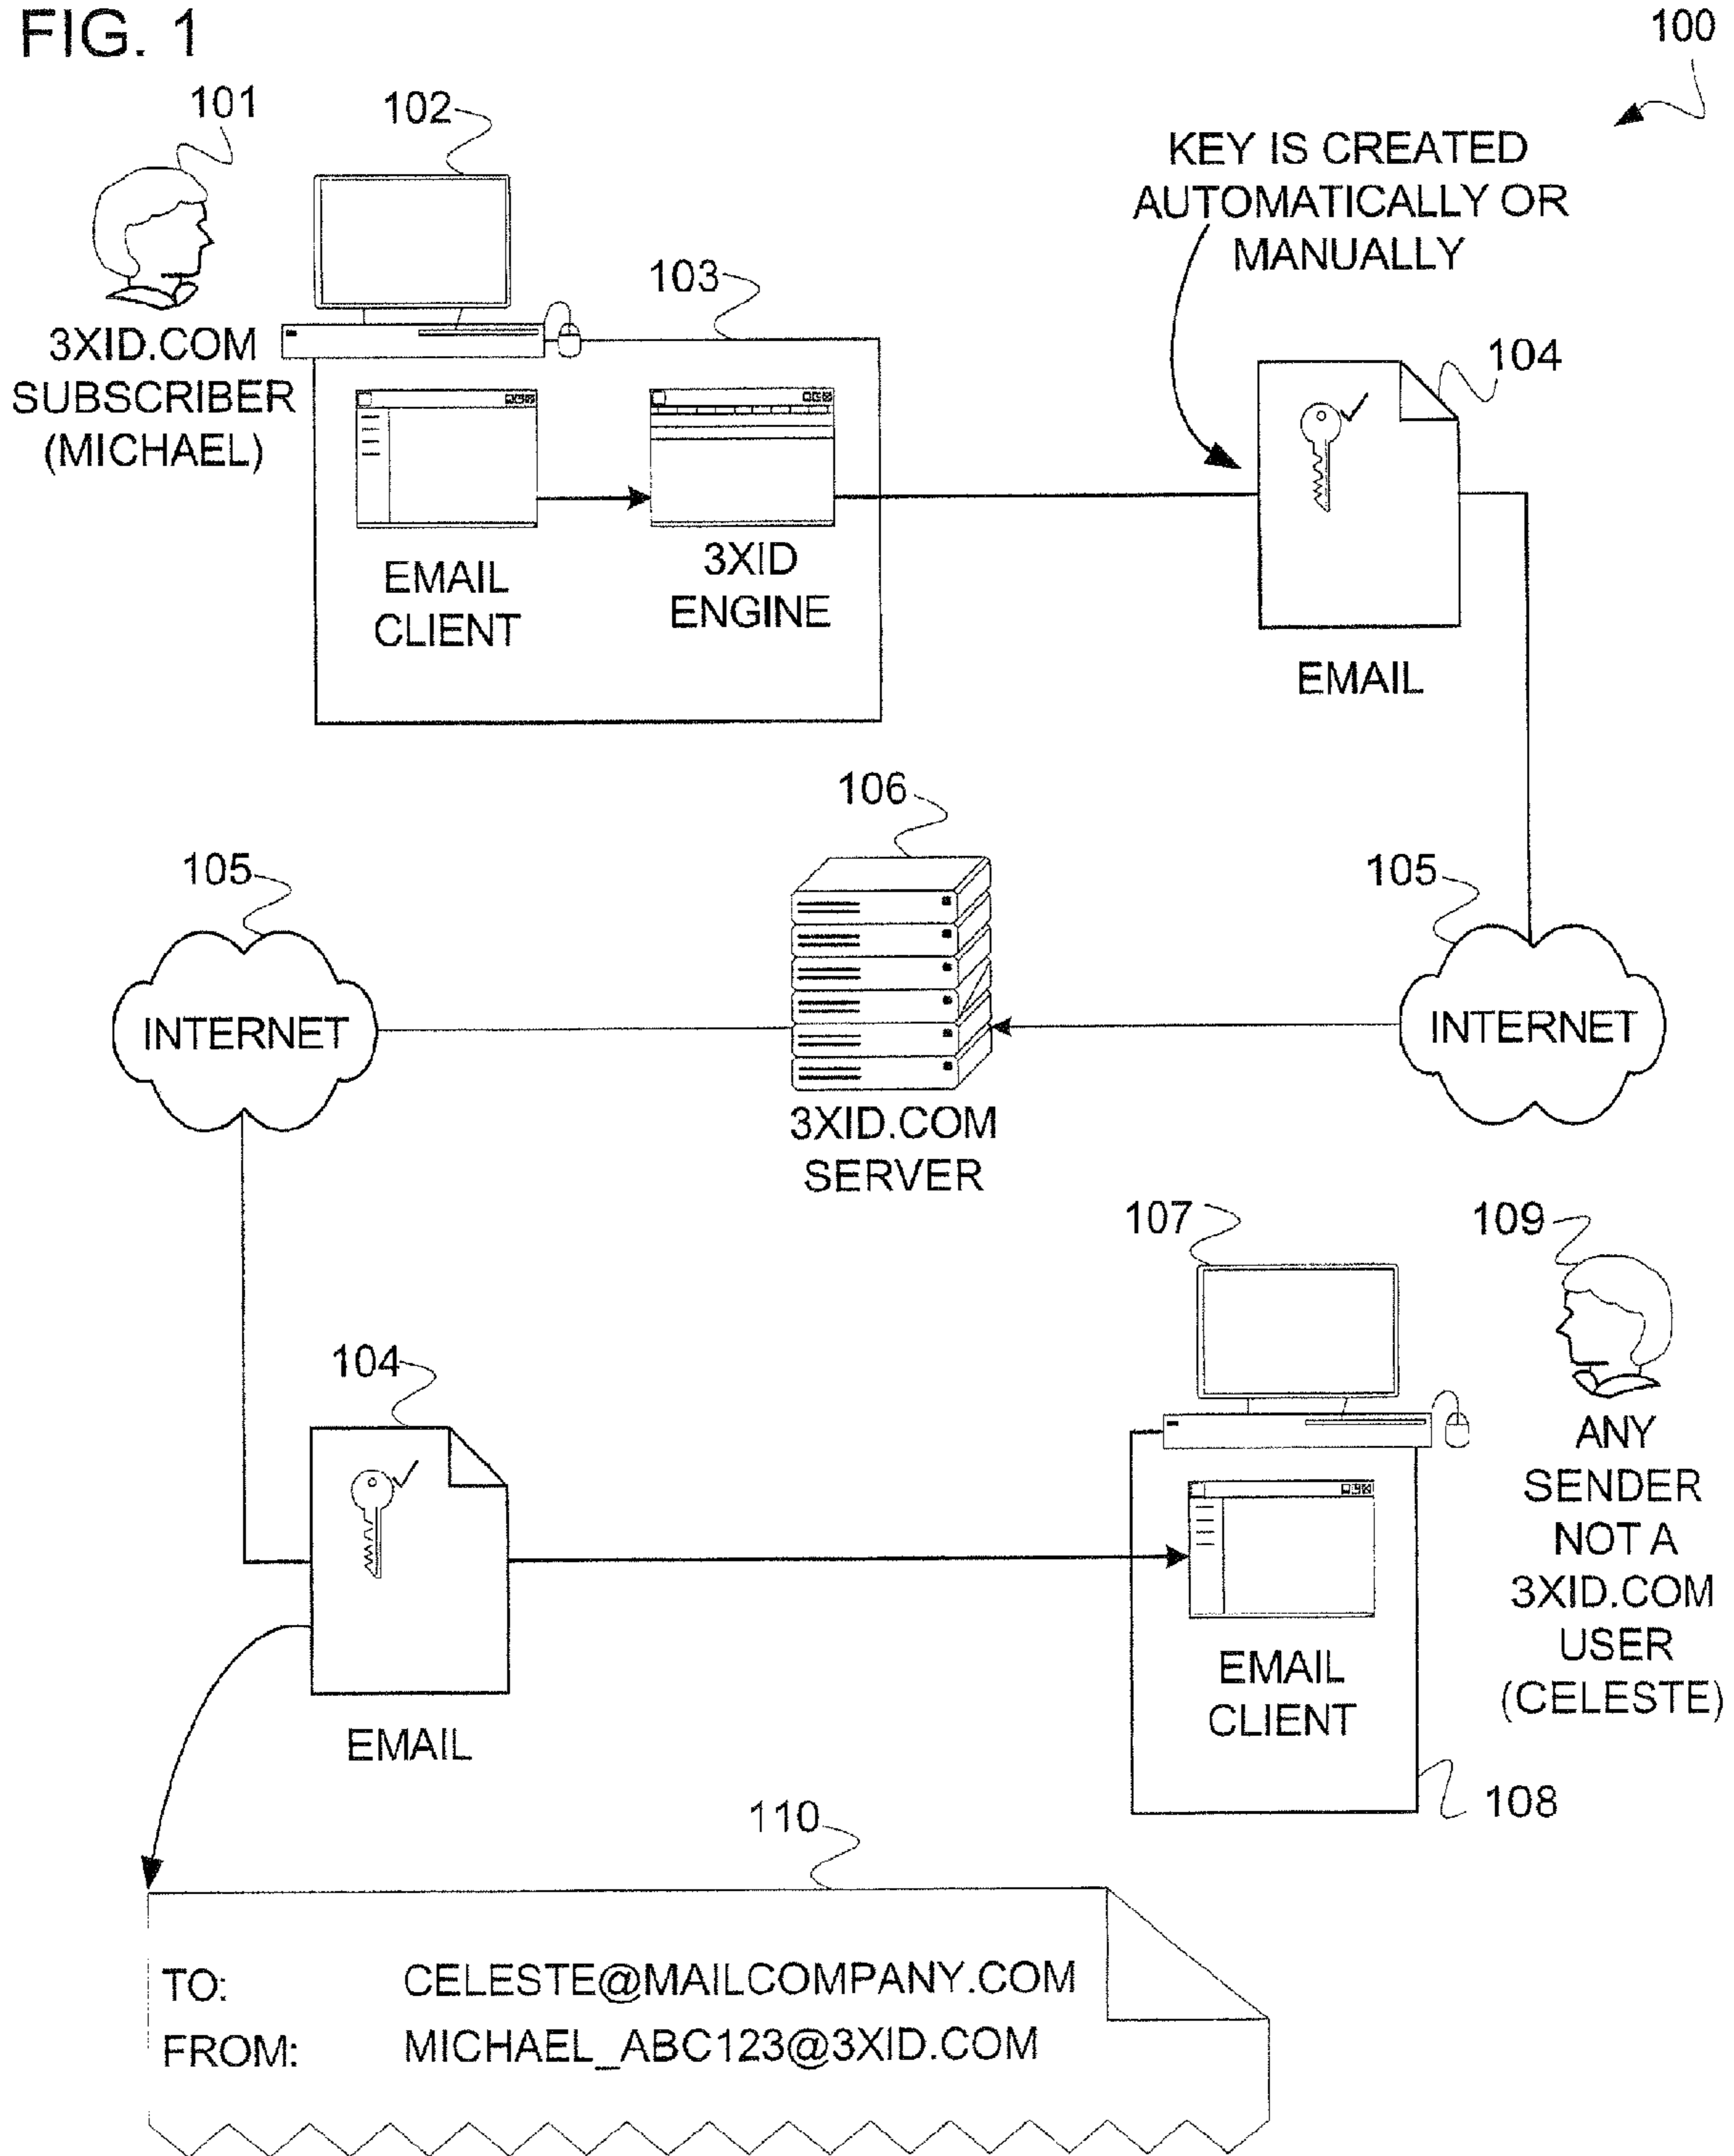 FIG. 1
100
101
102
KEY IS CREATED
AUTOMATICALLY OR
MANUALLY
103
3XID.COM
SUBSCRIBER
(MICHAEL)
104
EMAIL
CLIENT
3XID
ENGINE
EMAIL
106
105
105
INTERNET
INTERNET
3XID.COM
SERVER
107
109
104
ANY
SENDER
NOT A
3XID.COM
USER
(CELESTE)
EMAIL
CLIENT
EMAIL
108
110
TO: CELESTE@MAILCOMPANY.COM
FROM: MICHAEL_ABC123@3XID.COM